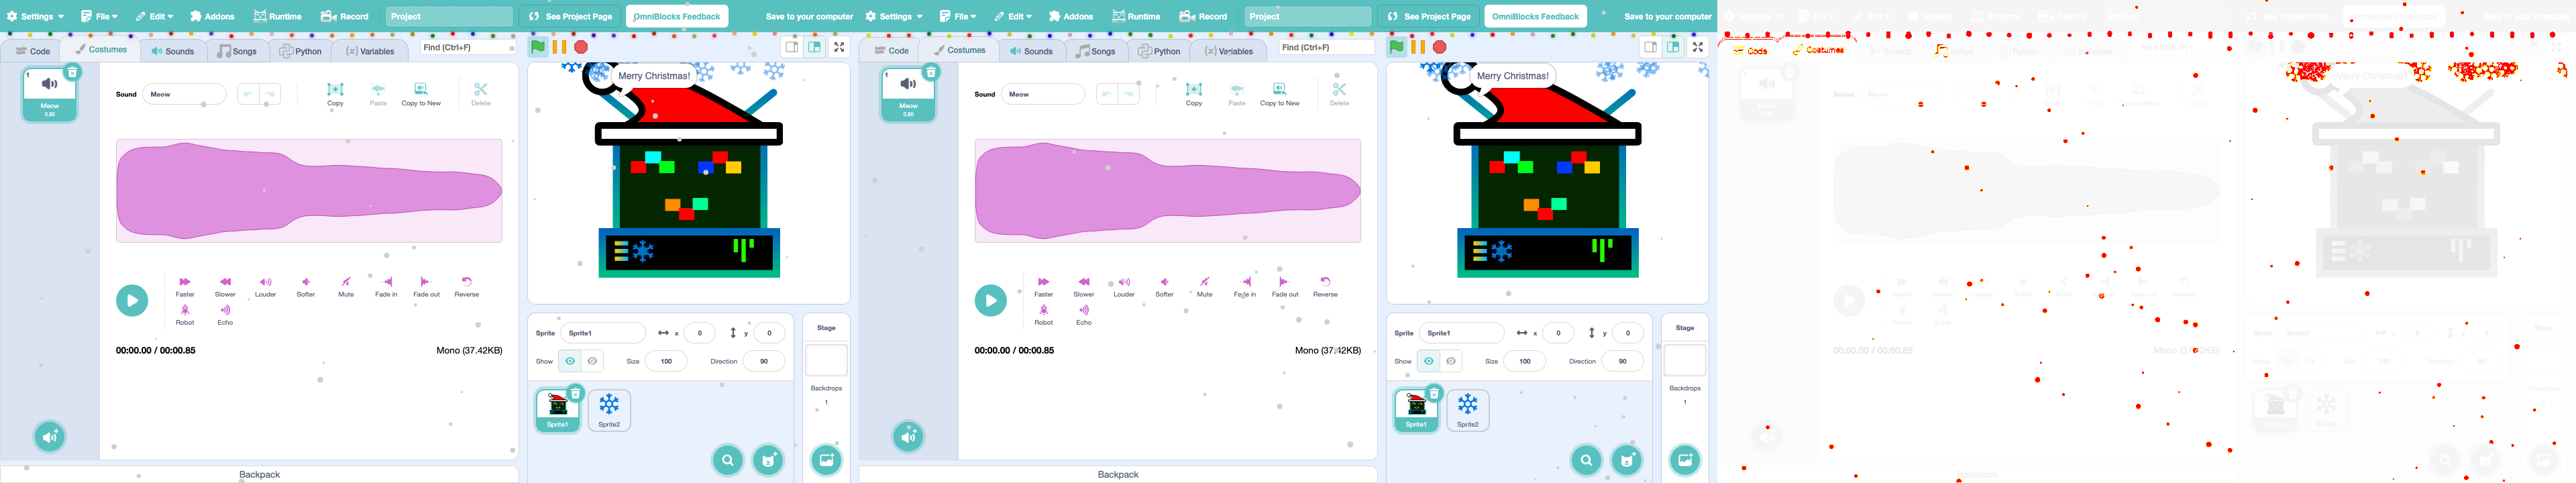 Settings File Edit Addons Runtime Record Project See Project Page OmniBlocks Feedback Save to your computer
Code Costumes Sounds Songs Python (x) Variables Find (Ctrl+F)
1
Meow
0.85
Sound Meow Copy Paste Copy to New Delete
Merry Christmas!
Faster Slower Louder Softer Mute Fade in Fade out Reverse
Robot Echo
00:00.00 / 00:00.85 Mono (37.42KB)
Sprite Sprite1 x 0 y 0
Show Size 100 Direction 90
Sprite1 Sprite2
Stage
Backdrops
1
Backpack
Settings File Edit Addons Runtime Record Project See Project Page OmniBlocks Feedback Save to your computer
Code Costumes Sounds Songs Python (x) Variables Find (Ctrl+F)
1
Meow
0.85
Sound Meow Copy Paste Copy to New Delete
Merry Christmas!
Faster Slower Louder Softer Mute Fade in Fade out Reverse
Robot Echo
00:00.00 / 00:00.85 Mono (37.42KB)
Sprite Sprite1 x 0 y 0
Show Size 100 Direction 90
Sprite1 Sprite2
Stage
Backdrops
1
Backpack
Code Costumes
Merry Christmas!
Backpack